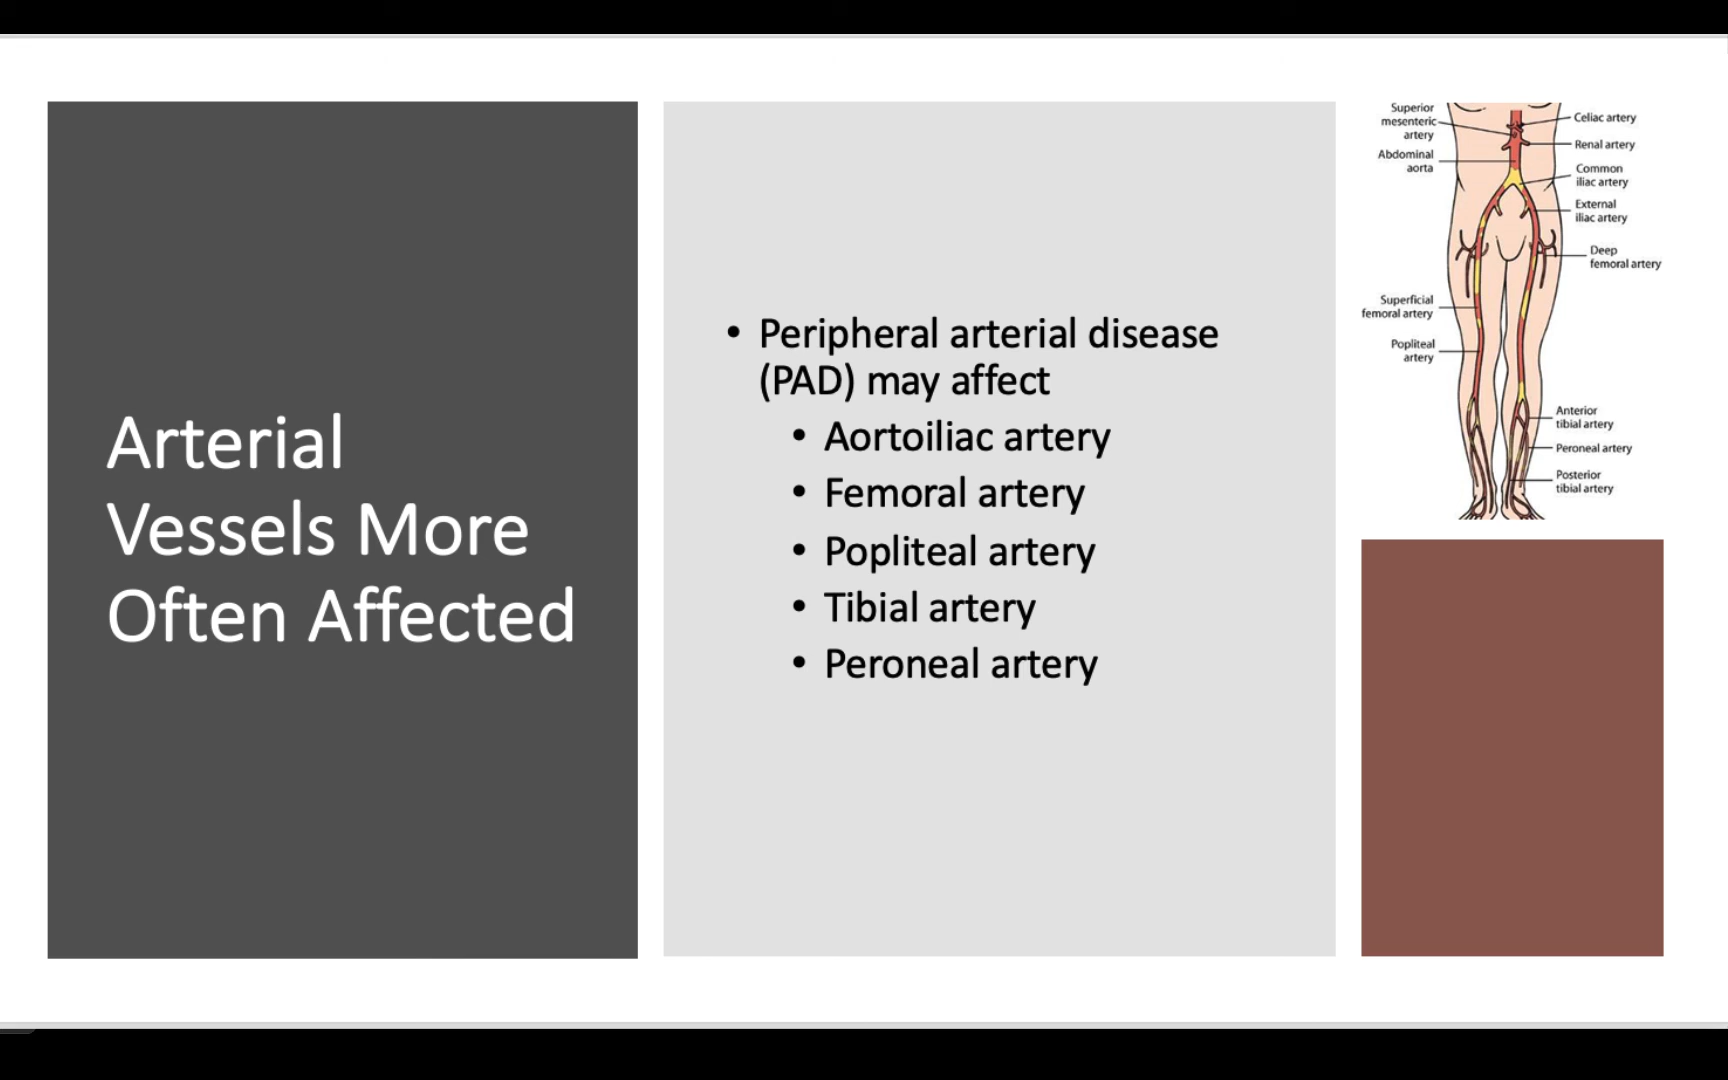 Arterial
Vessels More
Often Affected
• Peripheral arterial disease
(PAD) may affect
• Aortoiliac artery
• Femoral artery
• Popliteal artery
• Tibial artery
• Peroneal artery
Superior
mesenteric
artery
Abdominal
aorta
Superficial
femoral artery
Popliteal
artery
Celiac artery
Renal artery
Common
iliac artery
External
iliac artery
Deep
femoral artery
Anterior
tibial artery
Peroneal artery
Posterior
tibial artery